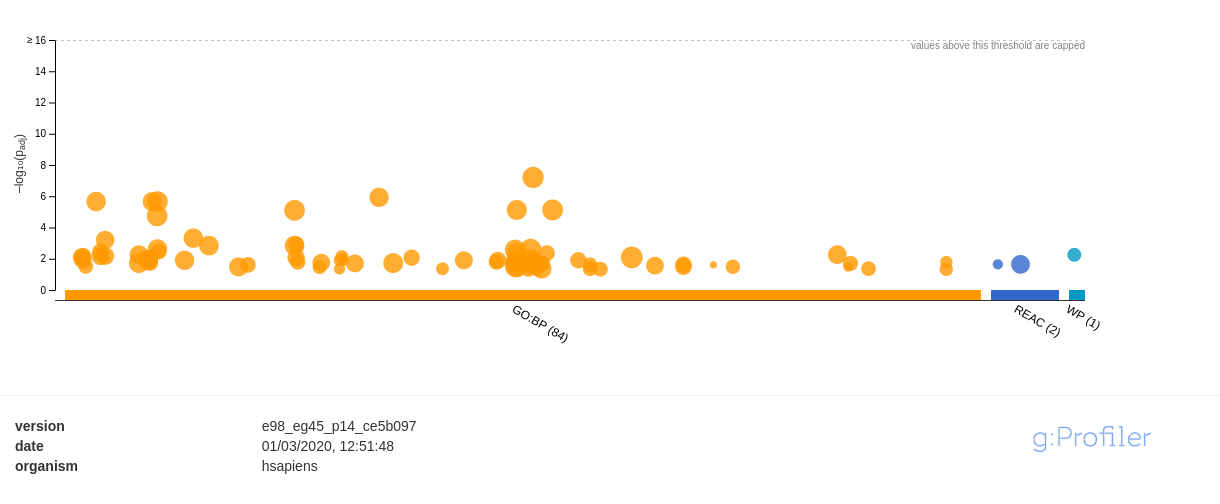 ≥ 16
values above this threshold are capped
14
12
10
8
6
4
2
0
–log₁₀(padj)
GO:BP (84)
REAC (2)
WP (1)
version e98_eg45_p14_ce5b097
date 01/03/2020, 12:51:48
organism hsapiens
g:Profiler